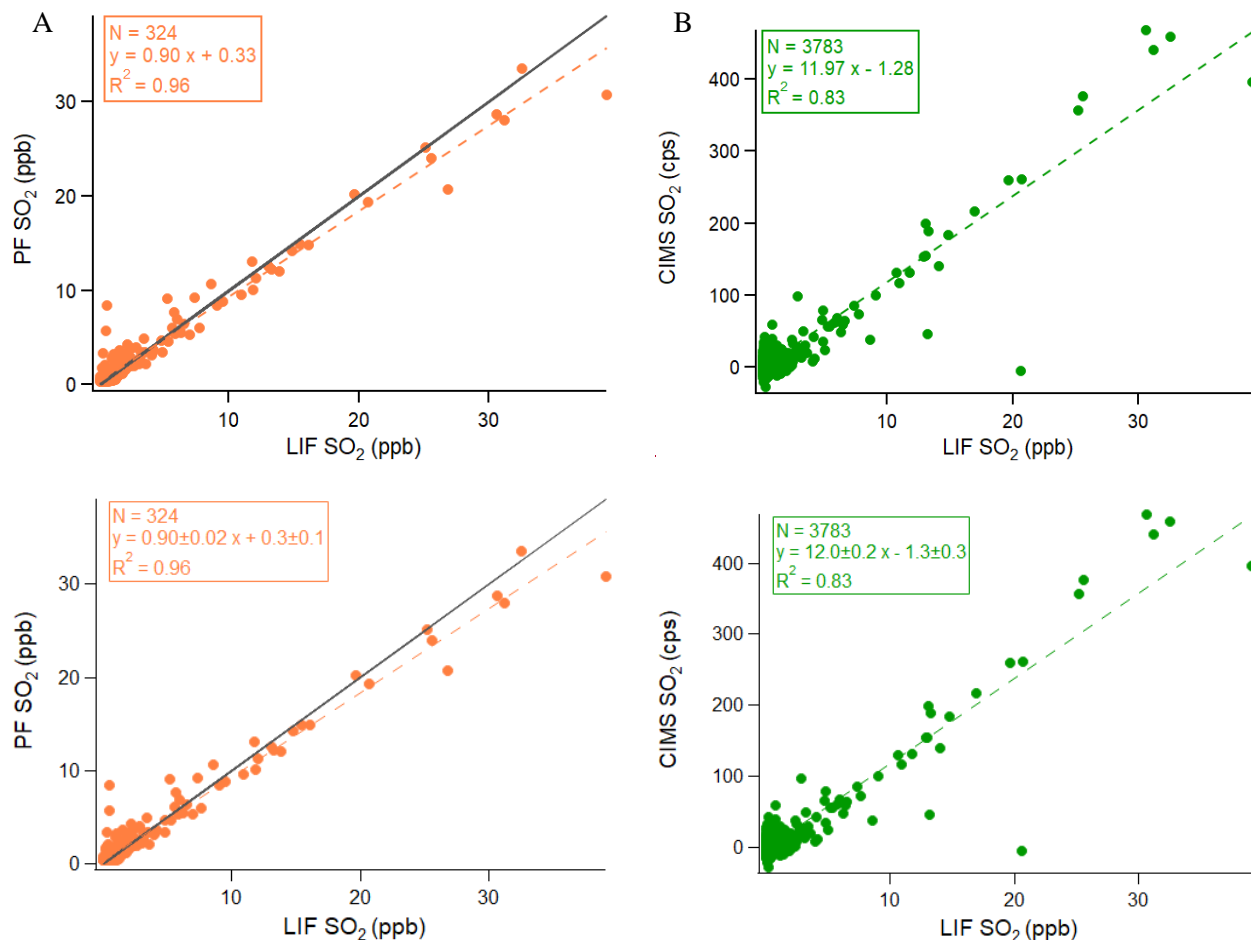 A
N = 324
y = 0.90 x + 0.33
R² = 0.96
PF SO₂ (ppb)
30
20
10
0
10 20 30
LIF SO₂ (ppb)
B
N = 3783
y = 11.97 x - 1.28
R² = 0.83
CIMS SO₂ (cps)
400
300
200
100
0
10 20 30
LIF SO₂ (ppb)
N = 324
y = 0.90±0.02 x + 0.3±0.1
R² = 0.96
PF SO₂ (ppb)
30
20
10
0
10 20 30
LIF SO₂ (ppb)
N = 3783
y = 12.0±0.2 x - 1.3±0.3
R² = 0.83
CIMS SO₂ (cps)
400
300
200
100
0
10 20 30
LIF SO₂ (ppb)